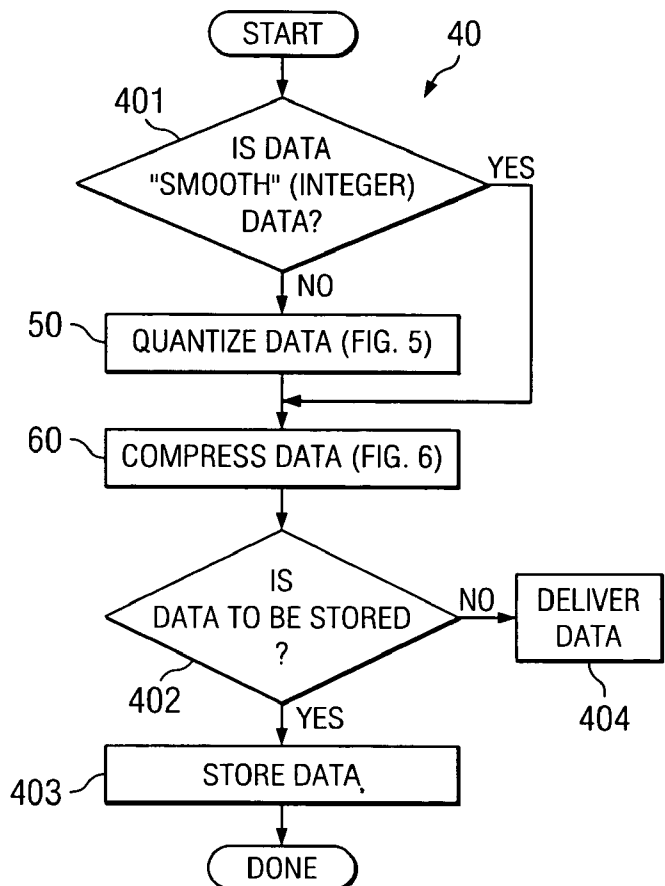 START
40
401
IS DATA
"SMOOTH" (INTEGER)
DATA?
YES
NO
50
QUANTIZE DATA (FIG. 5)
60
COMPRESS DATA (FIG. 6)
IS
DATA TO BE STORED
?
NO
DELIVER
DATA
402
404
YES
403
STORE DATA
DONE